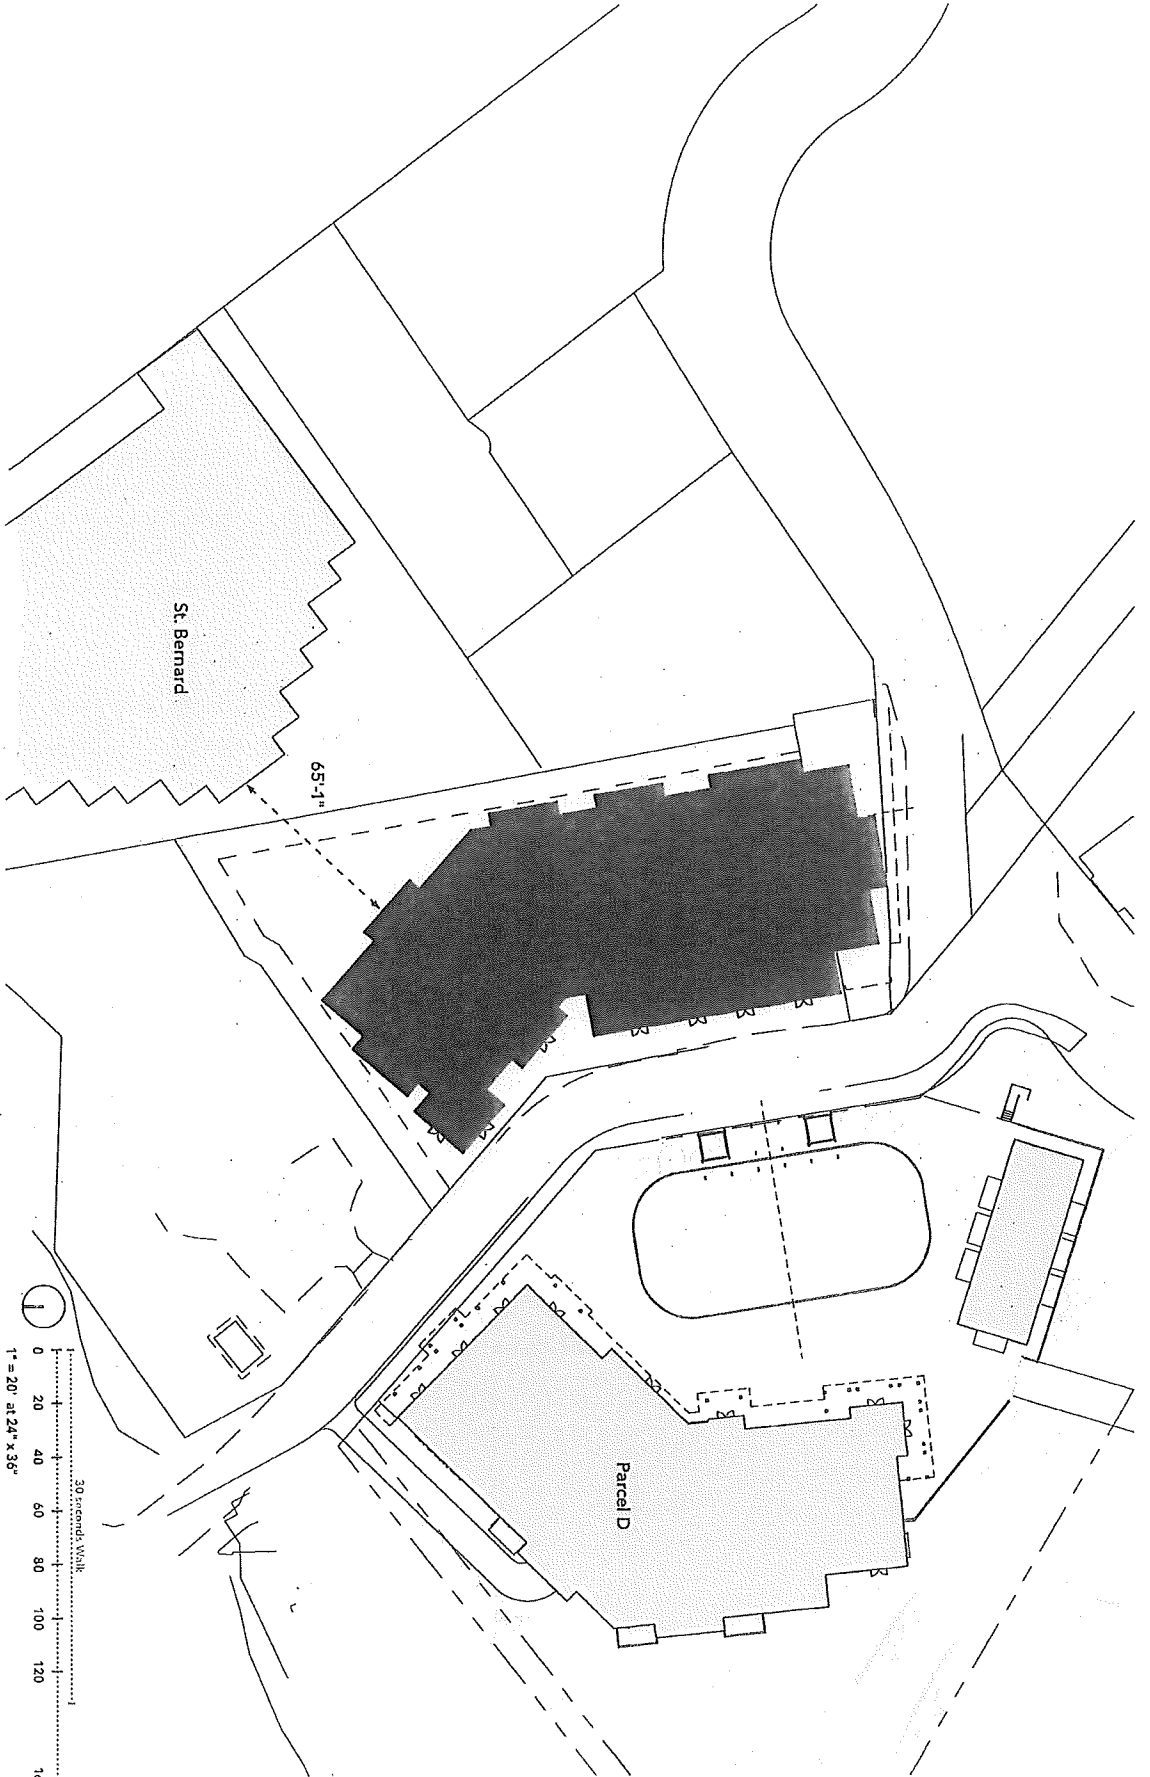 St. Bernard
65'-1"
Parcel D
30 seconds Walk
0 20 40 60 80 100 120
1" = 20' at 24" x 36"